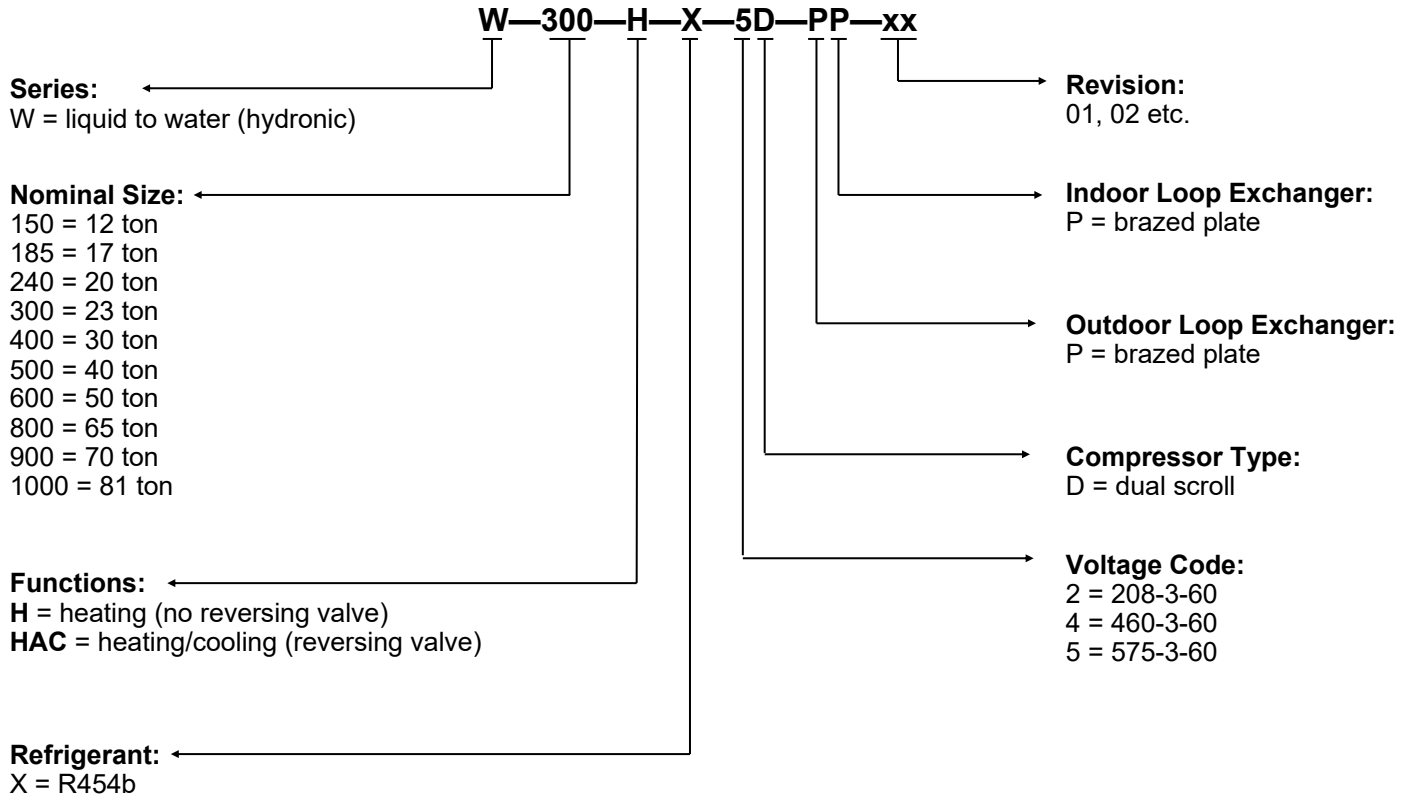 W—300—H—X—5D—PP—xx
Series:
W = liquid to water (hydronic)
Nominal Size:
150 = 12 ton
185 = 17 ton
240 = 20 ton
300 = 23 ton
400 = 30 ton
500 = 40 ton
600 = 50 ton
800 = 65 ton
900 = 70 ton
1000 = 81 ton
Functions:
H = heating (no reversing valve)
HAC = heating/cooling (reversing valve)
Refrigerant:
X = R454b
Revision:
01, 02 etc.
Indoor Loop Exchanger:
P = brazed plate
Outdoor Loop Exchanger:
P = brazed plate
Compressor Type:
D = dual scroll
Voltage Code:
2 = 208-3-60
4 = 460-3-60
5 = 575-3-60